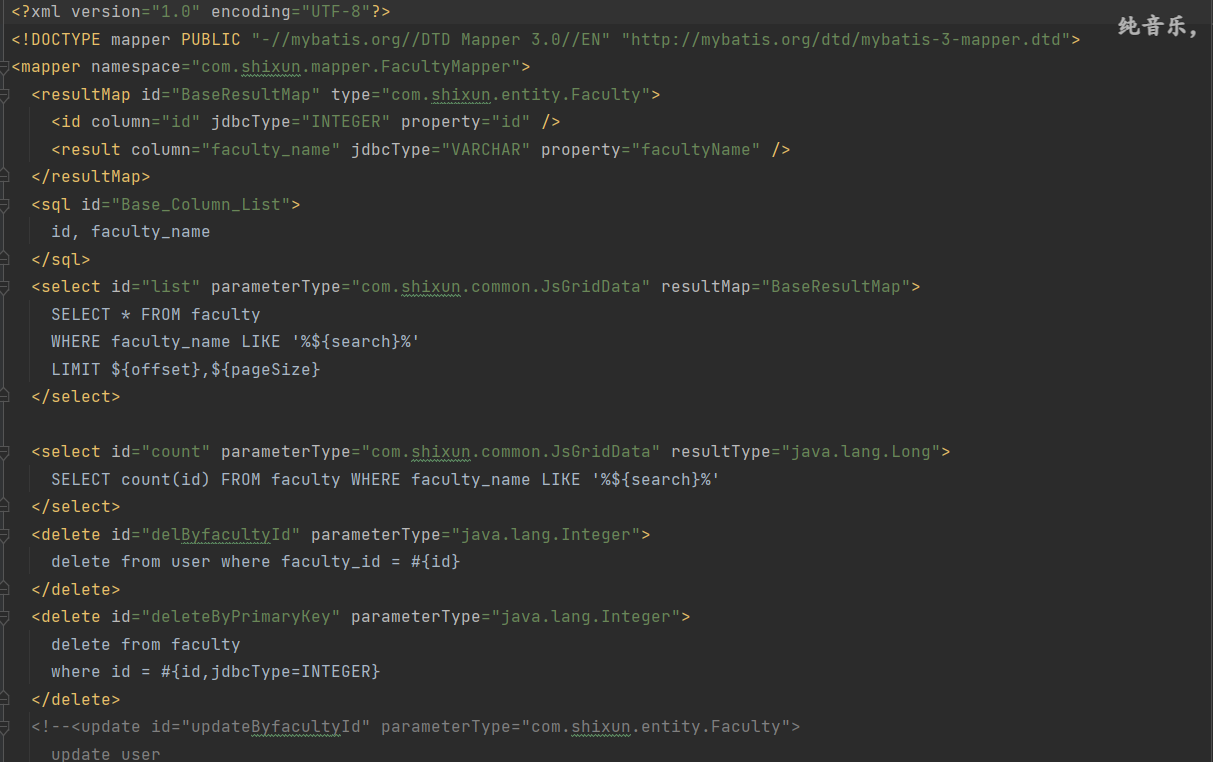 <?xml version="1.0" encoding="UTF-8"?>
<!DOCTYPE mapper PUBLIC "-//mybatis.org//DTD Mapper 3.0//EN" "http://mybatis.org/dtd/mybatis-3-mapper.dtd">
纯音乐，
<mapper namespace="com.shixun.mapper.FacultyMapper">
  <resultMap id="BaseResultMap" type="com.shixun.entity.Faculty">
    <id column="id" jdbcType="INTEGER" property="id" />
    <result column="faculty_name" jdbcType="VARCHAR" property="facultyName" />
  </resultMap>
  <sql id="Base_Column_List">
    id, faculty_name
  </sql>
  <select id="list" parameterType="com.shixun.common.JsGridData" resultMap="BaseResultMap">
    SELECT * FROM faculty
    WHERE faculty_name LIKE '%${search}%'
    LIMIT ${offset},${pageSize}
  </select>
  <select id="count" parameterType="com.shixun.common.JsGridData" resultType="java.lang.Long">
    SELECT count(id) FROM faculty WHERE faculty_name LIKE '%${search}%'
  </select>
  <delete id="delByfacultyId" parameterType="java.lang.Integer">
    delete from user where faculty_id = #{id}
  </delete>
  <delete id="deleteByPrimaryKey" parameterType="java.lang.Integer">
    delete from faculty
    where id = #{id,jdbcType=INTEGER}
  </delete>
  <!--<update id="updateByfacultyId" parameterType="com.shixun.entity.Faculty">
    update user